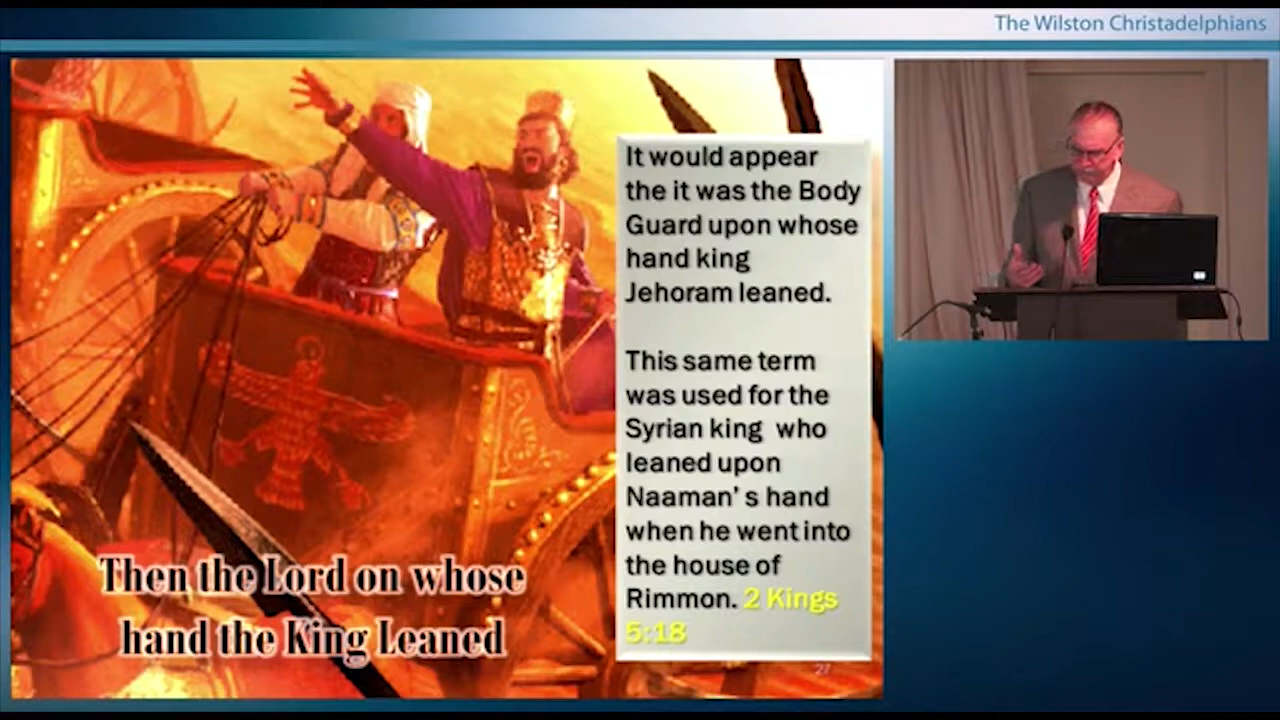 The Wilston Christadelphians
It would appear
the it was the Body
Guard upon whose
hand king
Jehoram leaned.
This same term
was used for the
Syrian king who
leaned upon
Naaman’ s hand
when he went into
the house of
Rimmon. 2 Kings
5:18
Then the Lord on whose
hand the King Leaned
27